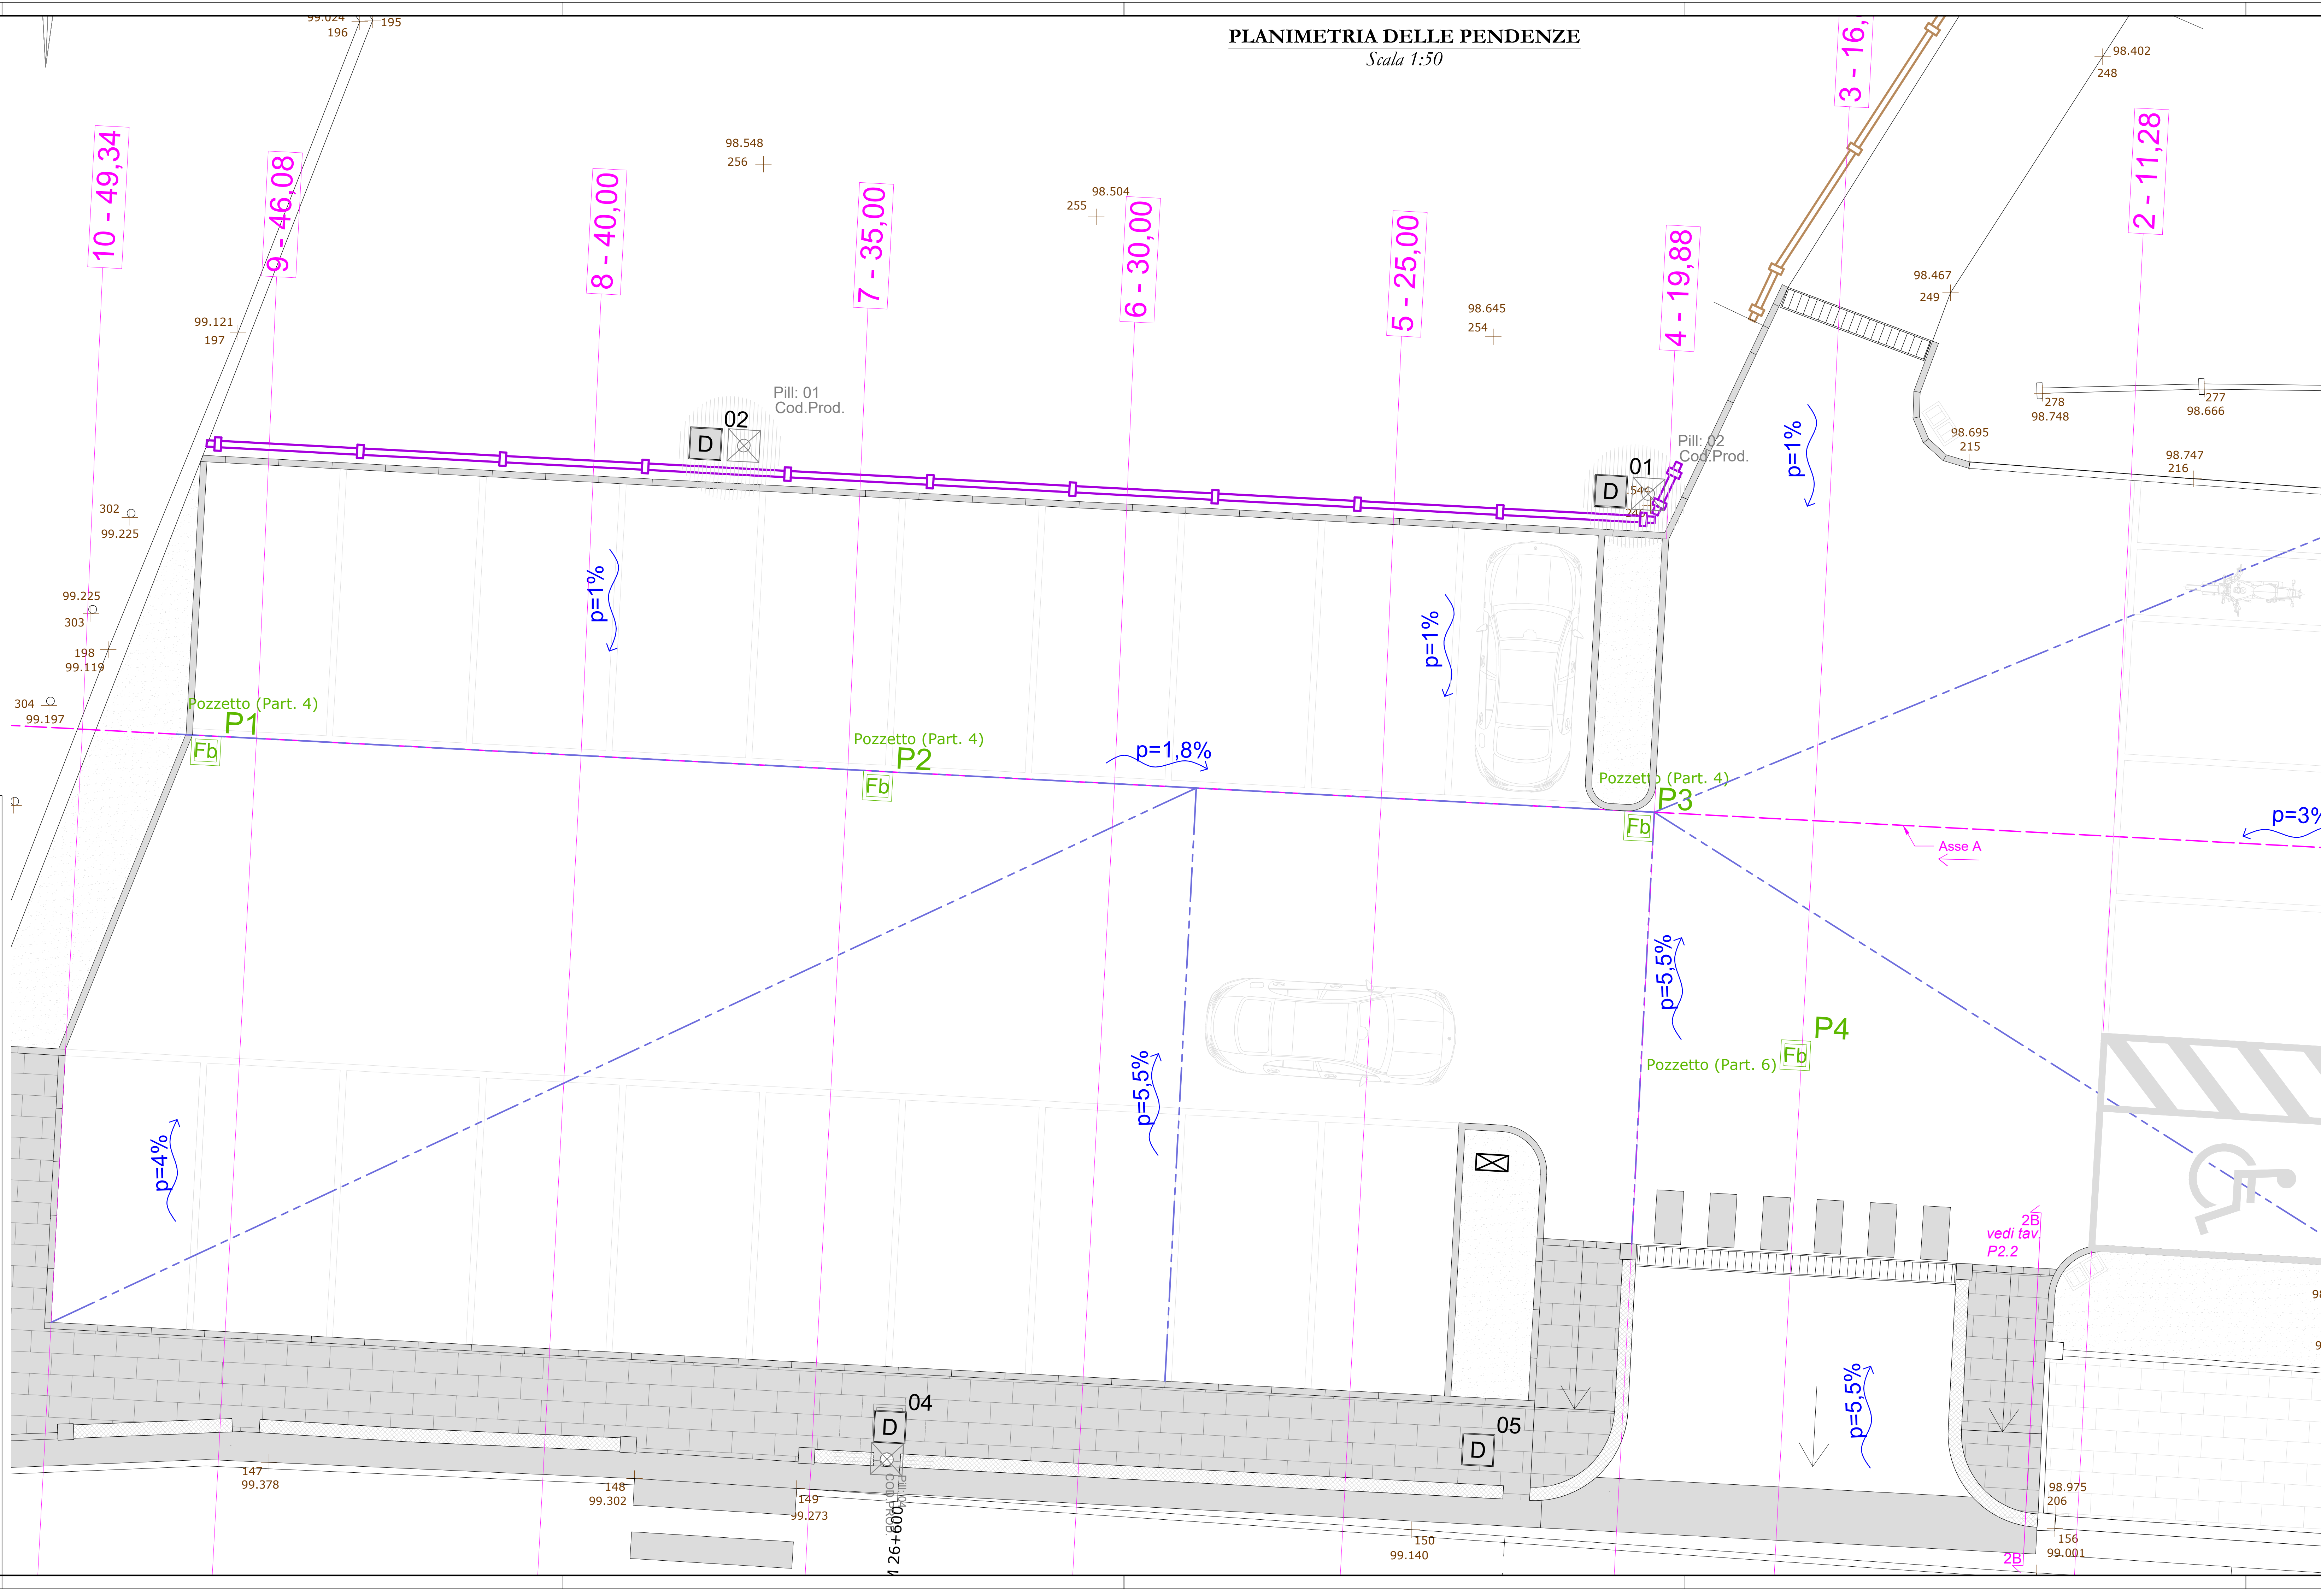 PLANIMETRIA DELLE PENDENZE
Scala 1:50
99.024
196
195
3 - 16,
98.402
248
10 - 49,34
9 - 46,08
8 - 40,00
7 - 35,00
6 - 30,00
5 - 25,00
4 - 19,88
2 - 11,28
98.548
256
98.504
255
98.645
254
98.467
249
99.121
197
278
98.748
277
98.666
98.695
215
98.747
216
Pill: 01
Cod.Prod.
02
D
Pill: 02
Cod.Prod.
01
D
p=1%
302
99.225
99.225
303
198
99.119
304
99.197
p=1%
p=1%
Pozzetto (Part. 4)
P1
Fb
Pozzetto (Part. 4)
P2
Fb
p=1,8%
Pozzetto (Part. 4)
P3
Fb
Asse A
p=3%
p=5,5%
P4
Fb
Pozzetto (Part. 6)
p=5,5%
p=4%
2B
vedi tav.
P2.2
p=5,5%
04
D
05
D
147
99.378
148
99.302
149
99.273
Pill: 04
COD.PROD.
26+600
150
99.140
98.975
206
156
99.001
2B